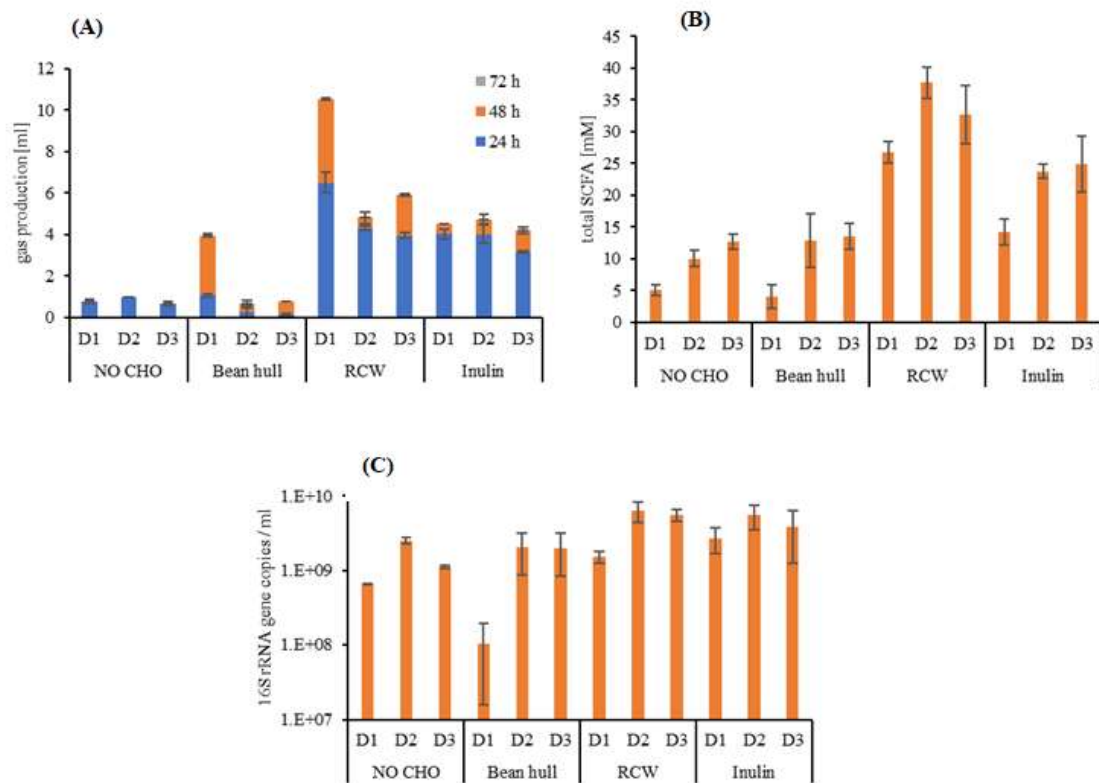 (A)
gas production [ml]
12
10
8
6
4
2
0
72 h
48 h
24 h
D1 D2 D3 D1 D2 D3 D1 D2 D3 D1 D2 D3
NO CHO Bean hull RCW Inulin
(B)
total SCFA [mM]
45
40
35
30
25
20
15
10
5
0
D1 D2 D3 D1 D2 D3 D1 D2 D3 D1 D2 D3
NO CHO Bean hull RCW Inulin
(C)
16S rRNA gene copies / ml
1.E+10
1.E+09
1.E+08
1.E+07
D1 D2 D3 D1 D2 D3 D1 D2 D3 D1 D2 D3
NO CHO Bean hull RCW Inulin